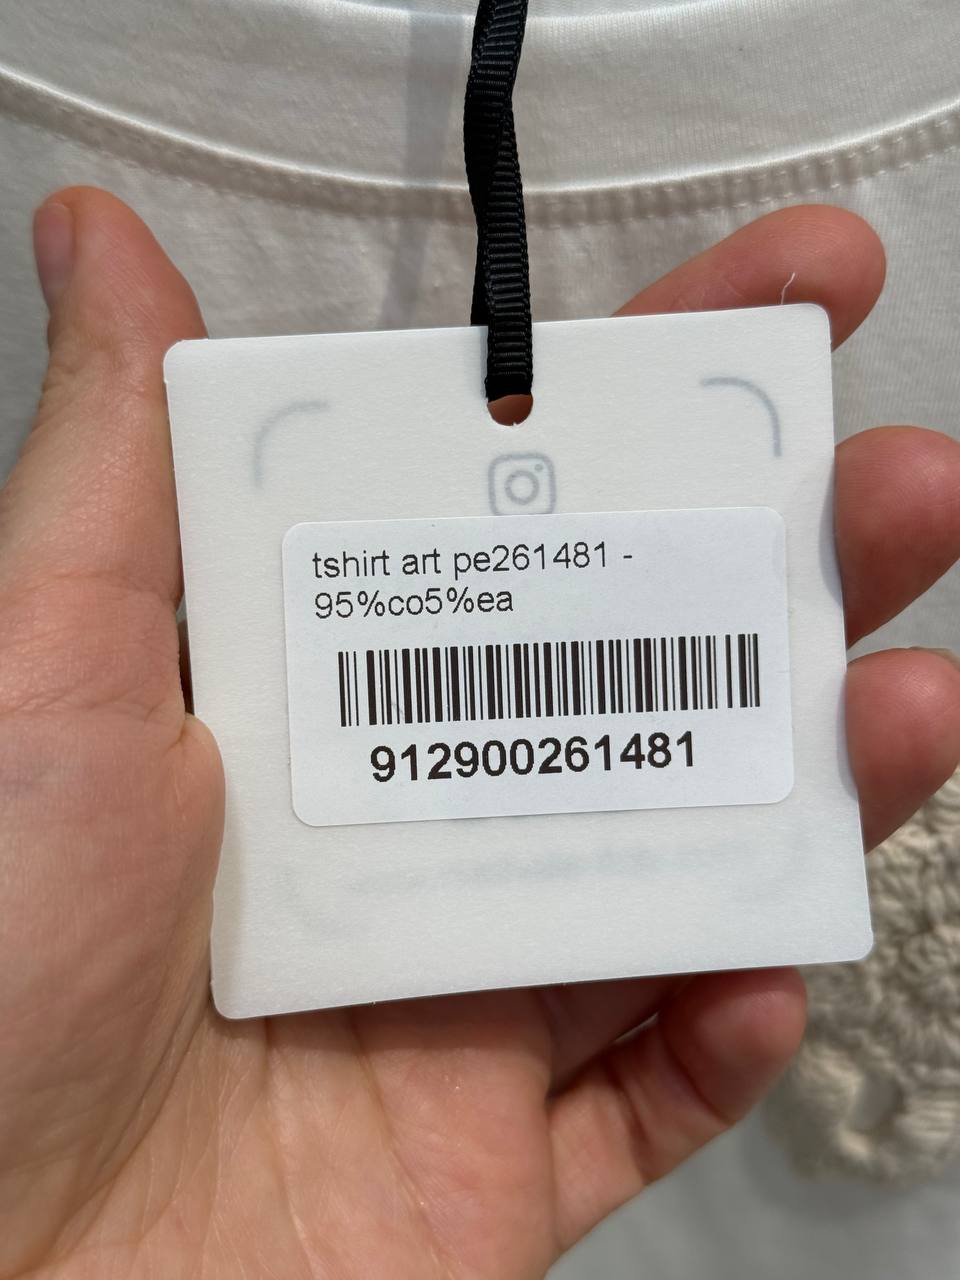 tshirt art pe261481 -
95%co5%ea
912900261481